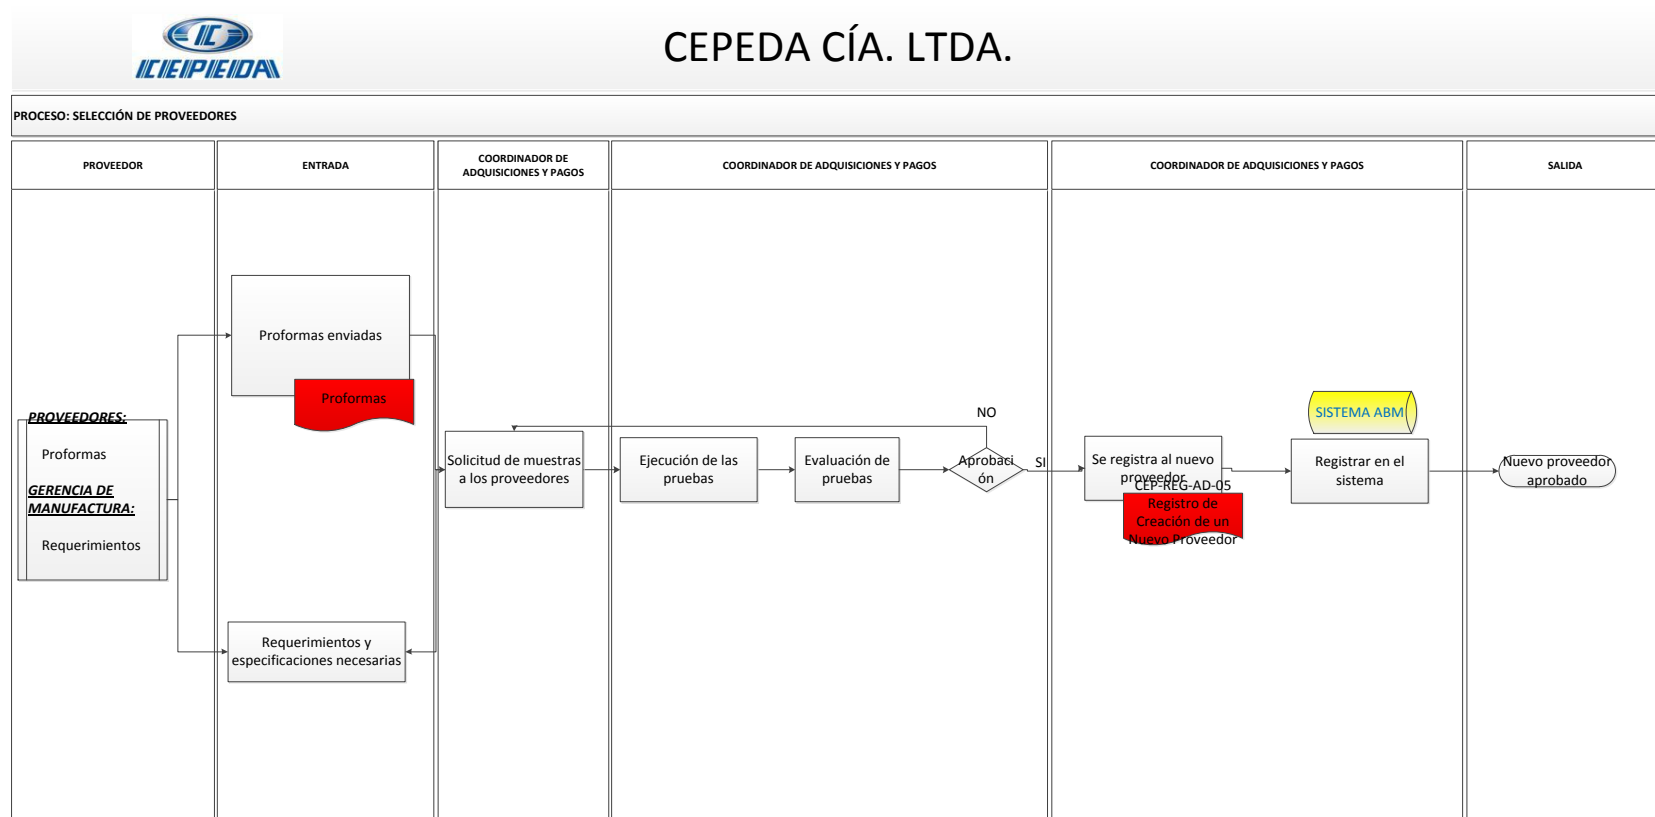 CEPEDA
CEPEDA CÍA. LTDA.
PROCESO: SELECCIÓN DE PROVEEDORES
PROVEEDOR
ENTRADA
COORDINADOR DE
ADQUISICIONES Y PAGOS
COORDINADOR DE ADQUISICIONES Y PAGOS
COORDINADOR DE ADQUISICIONES Y PAGOS
SALIDA
PROVEEDORES:
Proformas
GERENCIA DE
MANUFACTURA:
Requerimientos
Proformas enviadas
Proformas
Requerimientos y
especificaciones necesarias
Solicitud de muestras
a los proveedores
Ejecución de las
pruebas
Evaluación de
pruebas
Aprobaci
ón
NO
SI
Se registra al nuevo
proveedor
CEP-REG-AD-05
Registro de
Creación de un
Nuevo Proveedor
SISTEMA ABM
Registrar en el
sistema
Nuevo proveedor
aprobado